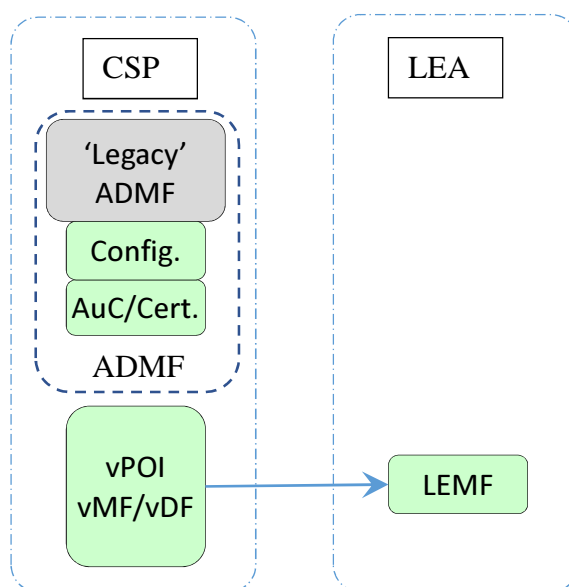 CSP
LEA
‘Legacy’
ADMF
Config.
AuC/Cert.
ADMF
vPOI
vMF/vDF
LEMF